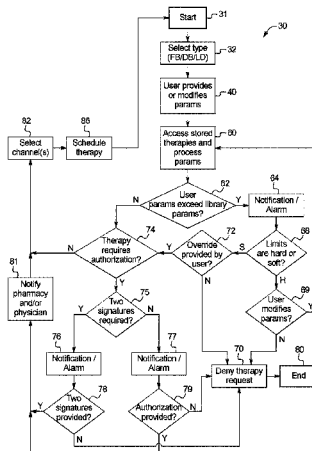 Start
31
30
Select type
(FB/DB/LD)
32
User provides
or modifies
params
40
82
86
Select
channel(s)
Schedule
therapy
Access stored
therapies and
process
params
60
62
User
params exceed library
params?
N
Y
64
Notification /
Alarm
74
Therapy
requires
authorization?
N
Y
72
Override
provided by
user?
Y
N
68
Limits
are hard or
soft?
S
H
81
Notify
pharmacy
and/or
physician
75
Two
signatures
required?
Y
N
69
User
modifies
params?
Y
N
76
Notification /
Alarm
77
Notification /
Alarm
70
Deny therapy
request
80
End
78
Two
signatures
provided?
Y
N
79
Authorization
provided?
N
Y